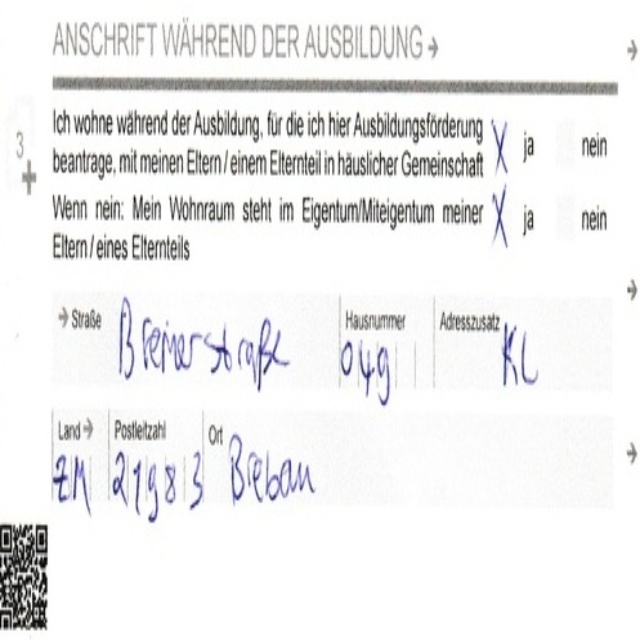 ANSCHRIFT WÄHREND DER AUSBILDUNG →
3
Ich wohne während der Ausbildung, für die ich hier Ausbildungsförderung
beantrage, mit meinen Eltern / einem Elternteil in häuslicher Gemeinschaft
X ja nein
Wenn nein: Mein Wohnraum steht im Eigentum/Miteigentum meiner
Eltern / eines Elternteils
X ja nein
→ Straße Hausnummer Adresszusatz
049 KL
Land → Postleitzahl Ort
ZM 21983